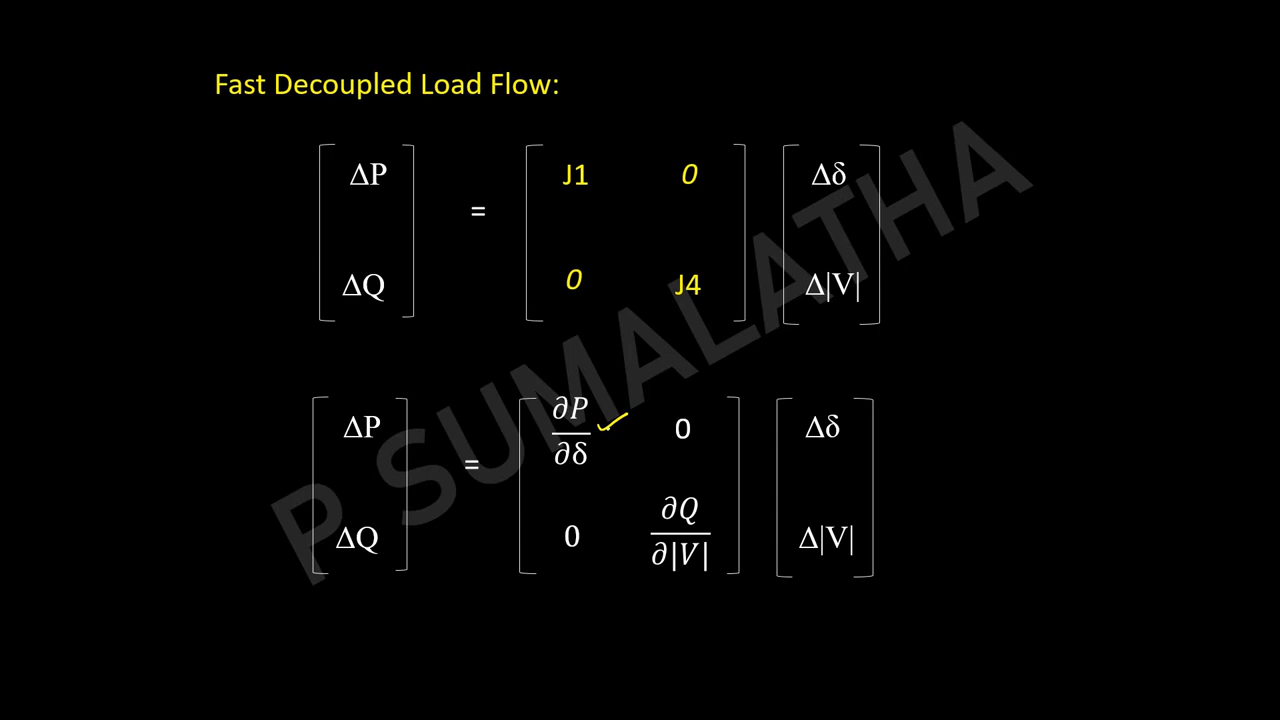 Fast Decoupled Load Flow:
ΔP J1 0 Δδ
=
ΔQ 0 J4 Δ|V|
ΔP ∂P/∂δ 0 Δδ
=
ΔQ 0 ∂Q/∂|V| Δ|V|
P SUMALATHA